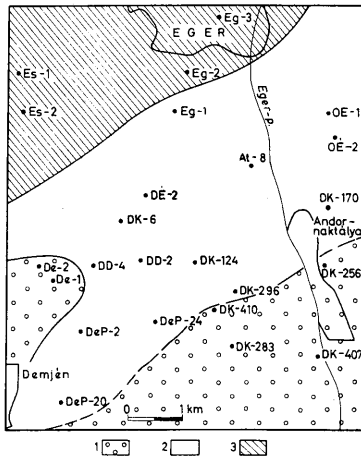 EGER
Eg-3
Es-1
Eg-2
Es-2
Eg-1
Eger-p.
OE-1
OE-2
At-8
DE-2
DK-170
DK-6
Andor-
naktálya
De-2
DD-4
DD-2
DK-124
DK-256
De-1
DK-296
DeP-24
DK-410
DeP-2
DK-283
DK-407
Demjén
DeP-20
0 1 km
1 2 3